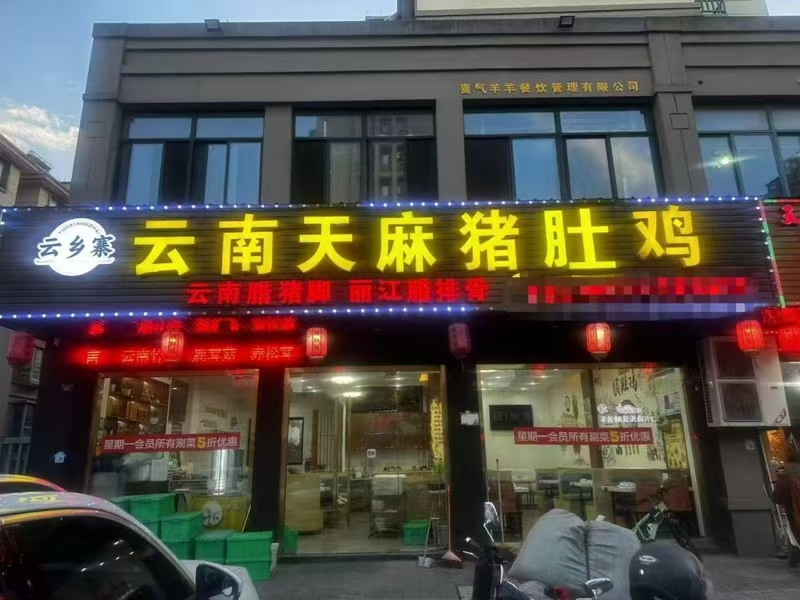 喜气羊羊餐饮管理有限公司
云乡寨
云南天麻猪肚鸡
云南腊猪脚 丽江腊排骨
星期一会员所有涮菜5折优惠
星期一会员所有涮菜5折优惠